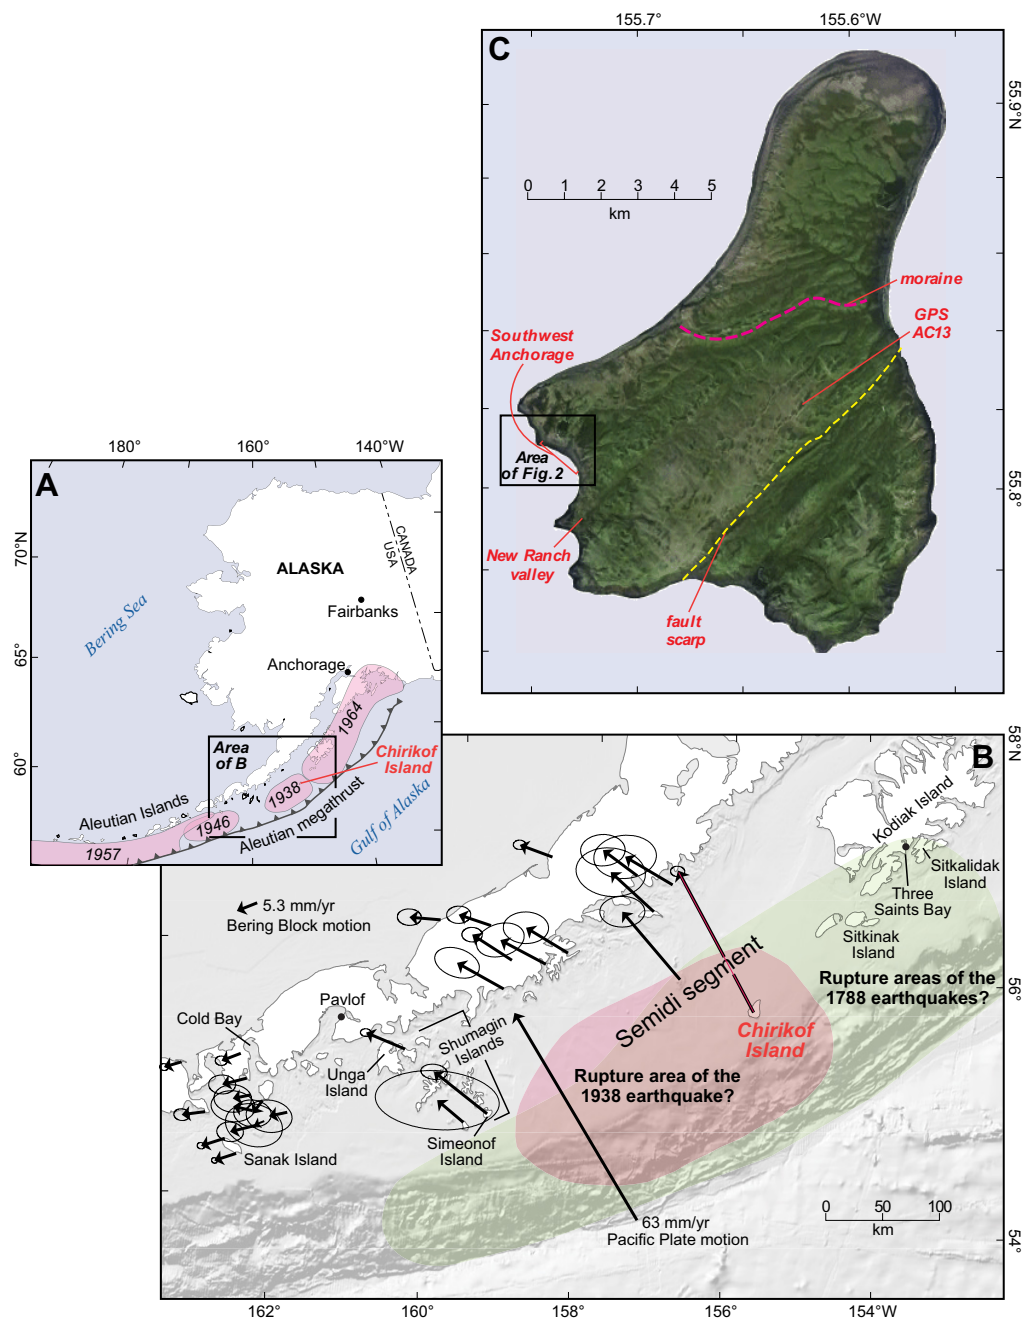 155.7°
155.6°W
C
55.9°N
0 1 2 3 4 5
km
moraine
GPS
AC13
Southwest
Anchorage
Area
of Fig. 2
55.8°
New Ranch
valley
fault
scarp
180°
160°
140°W
A
70°N
65°
60°
CANADA
USA
ALASKA
Fairbanks
Bering Sea
Anchorage
1964
Area
of B
Chirikof
Island
1938
Aleutian Islands
1946
Aleutian megathrust
Gulf of Alaska
1957
58°N
B
Kodiak Island
Sitkalidak
Island
Three
Saints Bay
5.3 mm/yr
Bering Block motion
Sitkinak
Island
Semidi segment
Rupture areas of the
1788 earthquakes?
56°
Pavlof
Cold Bay
Chirikof
Island
Shumagin
Islands
Unga
Island
Rupture area of the
1938 earthquake?
Simeonof
Island
Sanak Island
0 50 100
km
63 mm/yr
Pacific Plate motion
54°
162°
160°
158°
156°
154°W